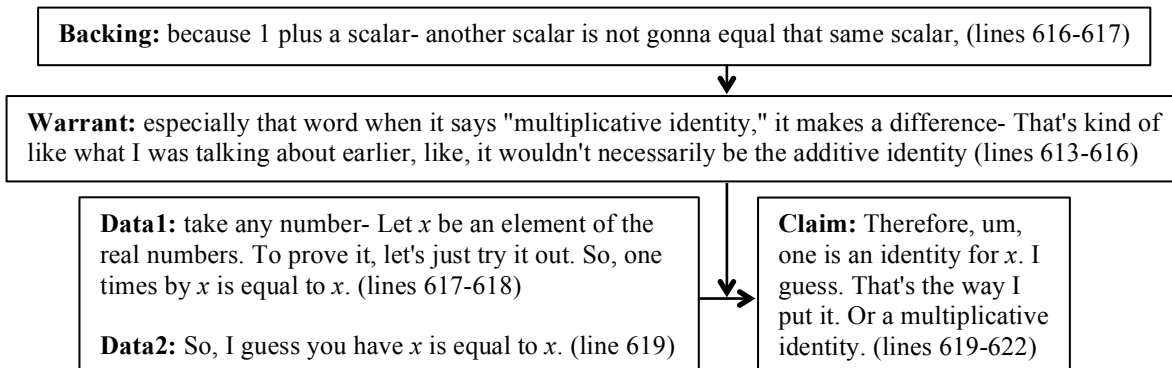 Backing: because 1 plus a scalar- another scalar is not gonna equal that same scalar, (lines 616-617)
Warrant: especially that word when it says "multiplicative identity," it makes a difference- That's kind of
like what I was talking about earlier, like, it wouldn't necessarily be the additive identity (lines 613-616)
Data1: take any number- Let x be an element of the
real numbers. To prove it, let's just try it out. So, one
times by x is equal to x. (lines 617-618)
Data2: So, I guess you have x is equal to x. (line 619)
Claim: Therefore, um,
one is an identity for x. I
guess. That's the way I
put it. Or a multiplicative
identity. (lines 619-622)